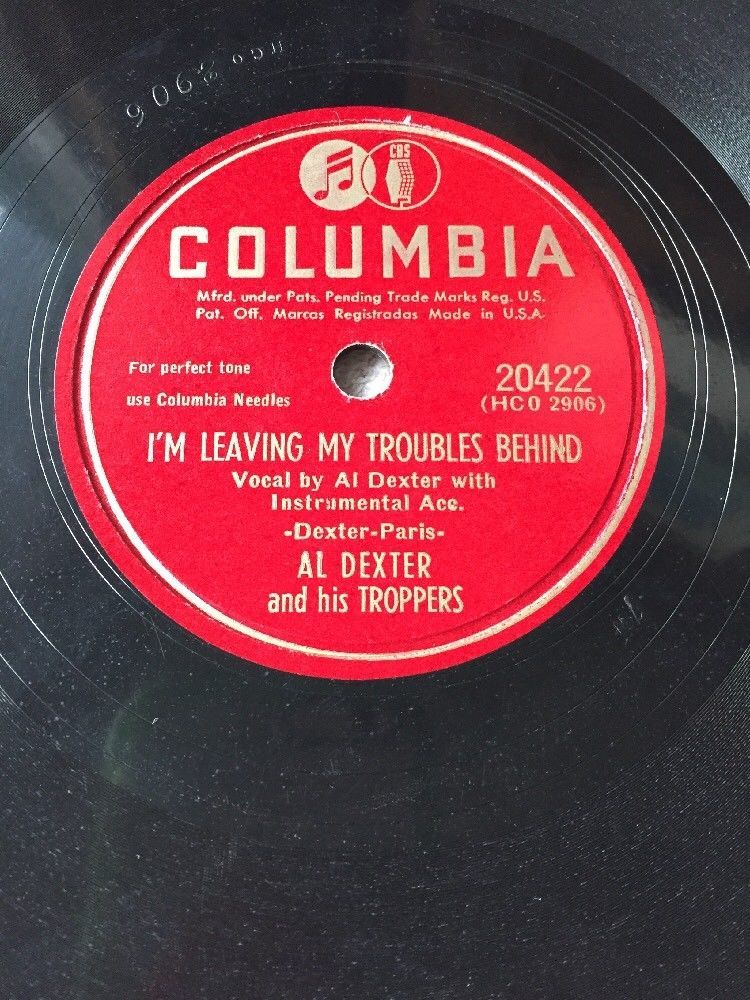 HCO 2906
CBS
COLUMBIA
Mfrd. under Pats. Pending Trade Marks Reg. U.S.
Pat. Off. Marcas Registradas Made in U.S.A.
For perfect tone
use Columbia Needles
20422
(HCO 2906)
I'M LEAVING MY TROUBLES BEHIND
Vocal by Al Dexter with
Instrumental Acc.
-Dexter-Paris-
AL DEXTER
and his TROPPERS